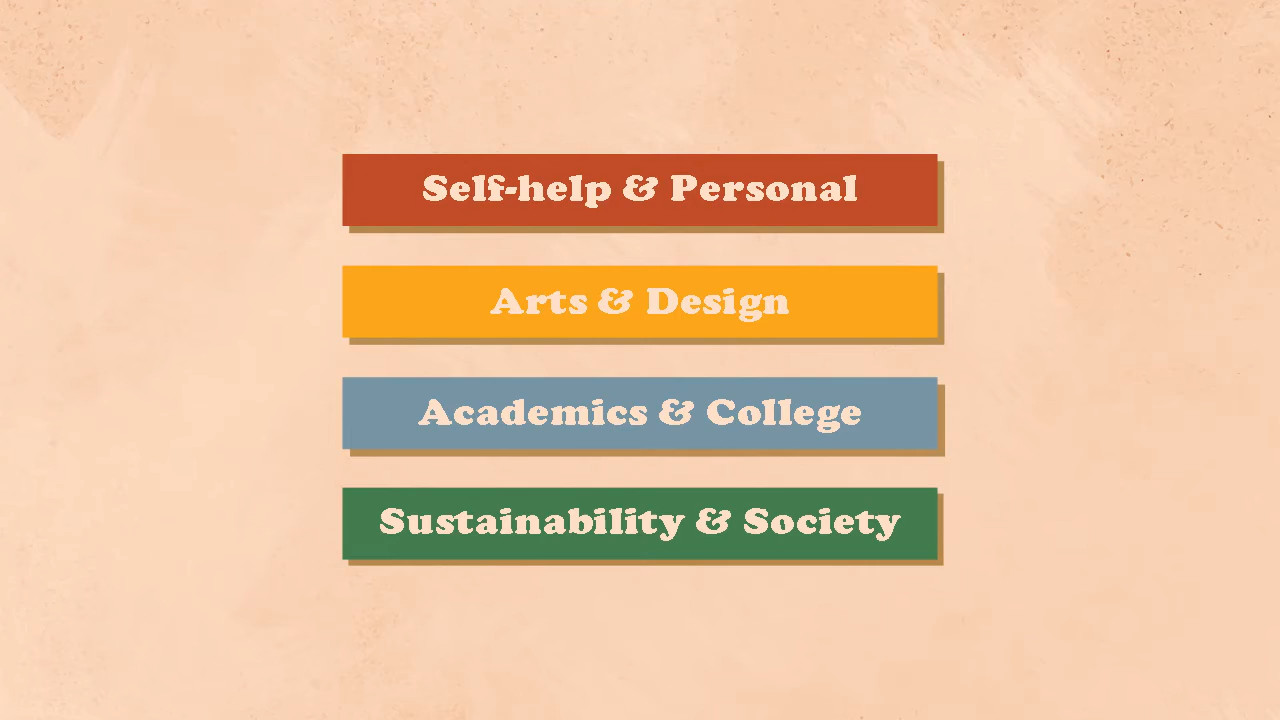 Self-help & Personal
Arts & Design
Academics & College
Sustainability & Society